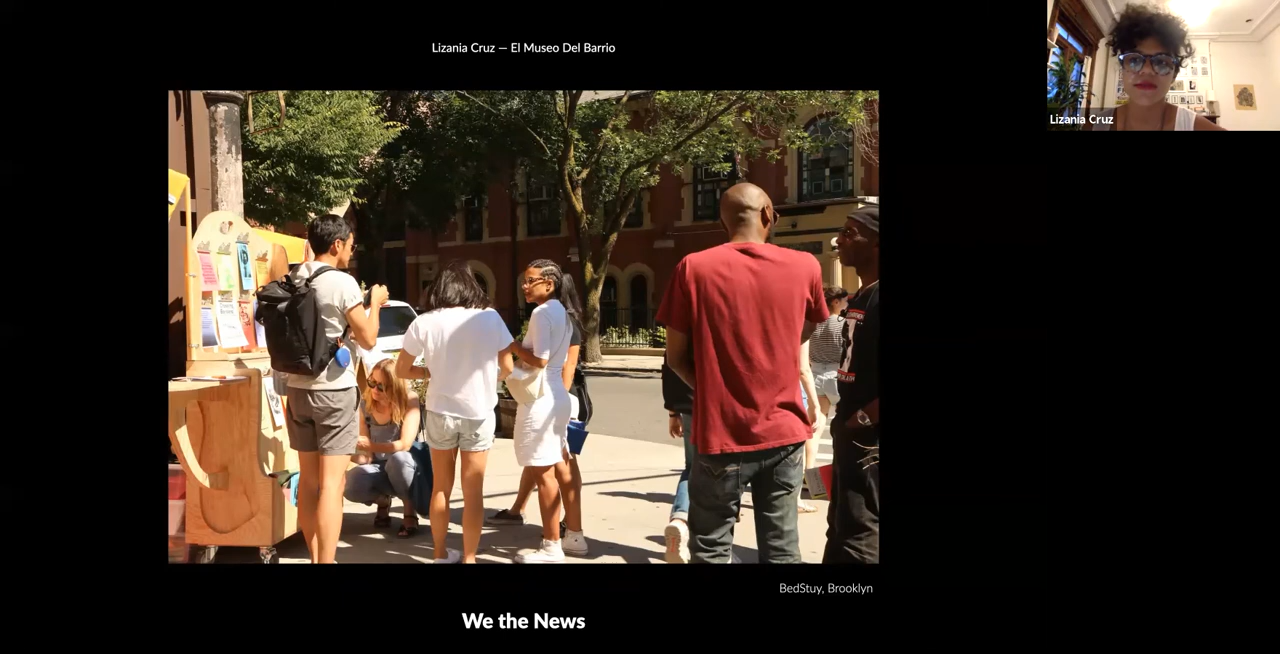 Lizania Cruz — El Museo Del Barrio
Lizania Cruz
BedStuy, Brooklyn
We the News